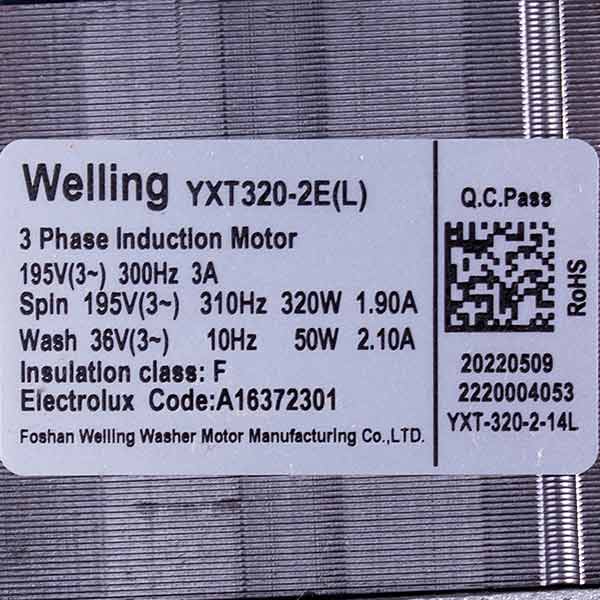 Welling YXT320-2E(L)
3 Phase Induction Motor
195V(3~) 300Hz 3A
Spin 195V(3~) 310Hz 320W 1.90A
Wash 36V(3~) 10Hz 50W 2.10A
Insulation class: F
Electrolux Code:A16372301
Foshan Welling Washer Motor Manufacturing Co.,LTD.
Q.C.Pass
RoHS
20220509
2220004053
YXT-320-2-14L